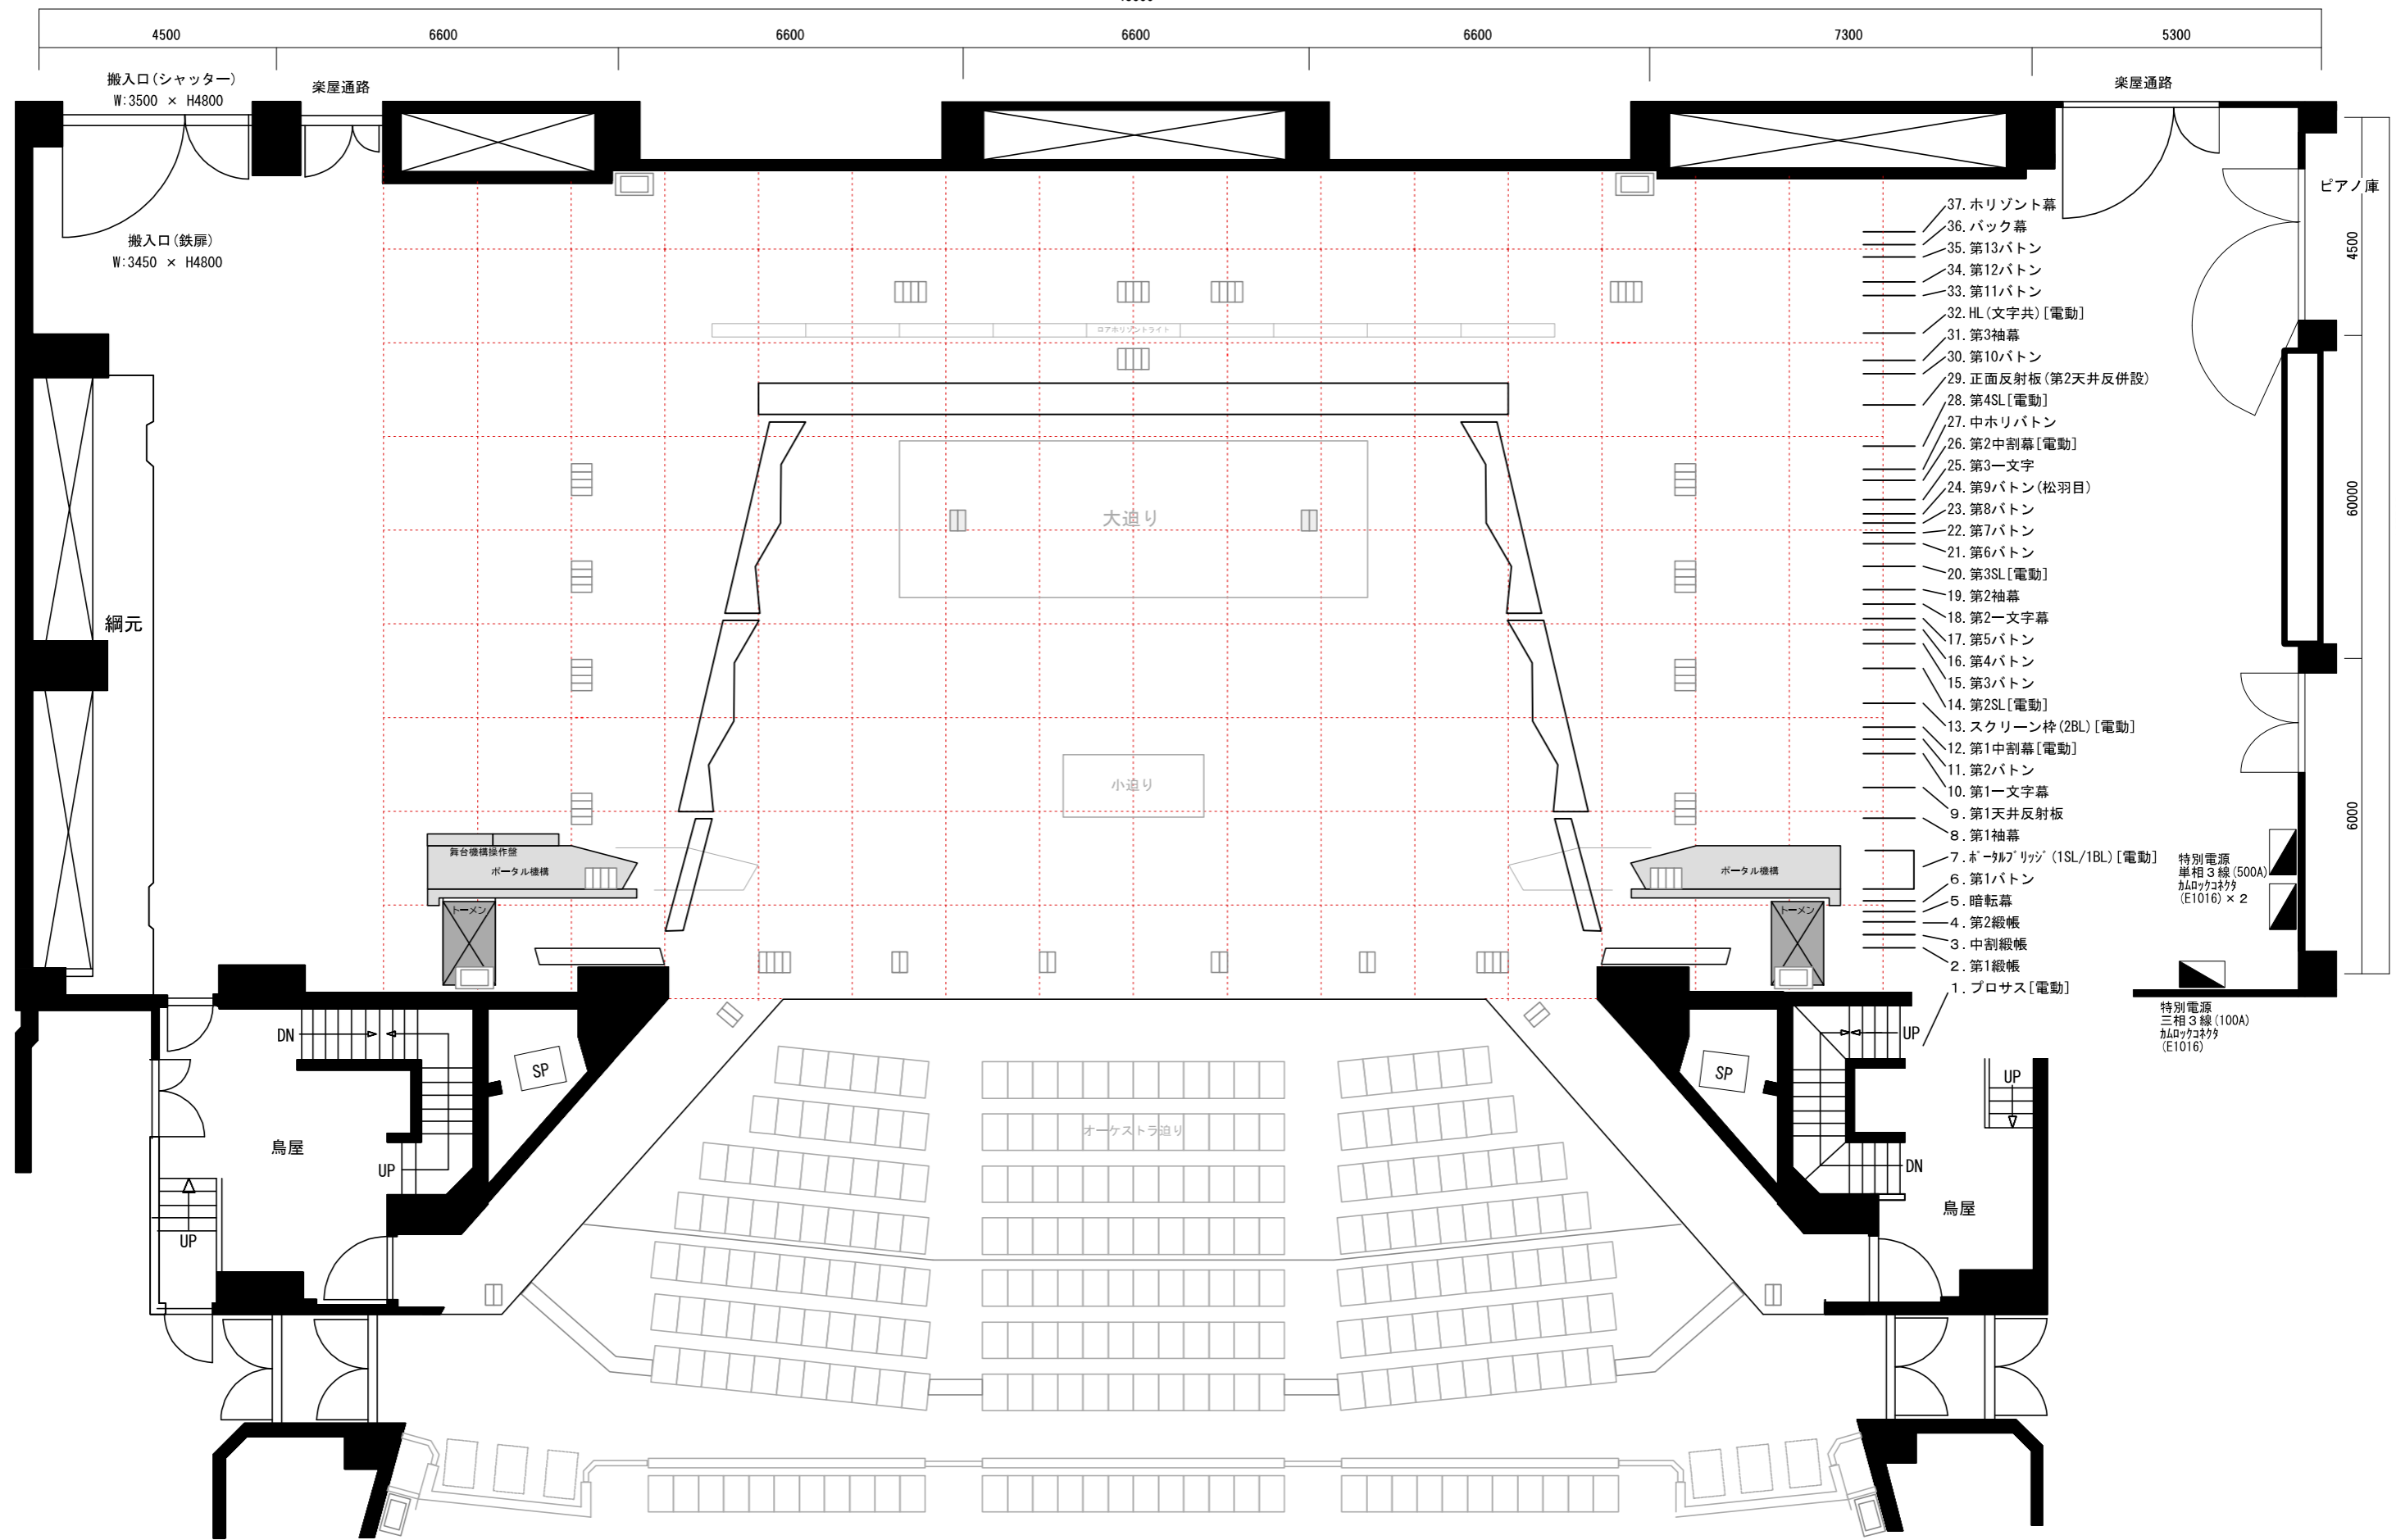 4500
6600
6600
6600
6600
7300
5300
搬入口(シャッター)
W:3500 × H4800
楽屋通路
楽屋通路
搬入口(鉄扉)
W:3450 × H4800
ピアノ庫
4500
60000
6000
37.ホリゾント幕
36.バック幕
35.第13バトン
34.第12バトン
33.第11バトン
32.HL(文字共)[電動]
31.第3袖幕
30.第10バトン
29.正面反射板(第2天井反併設)
28.第4SL[電動]
27.中ホリバトン
26.第2中割幕[電動]
25.第3一文字
24.第9バトン(松羽目)
23.第8バトン
22.第7バトン
21.第6バトン
20.第3SL[電動]
19.第2袖幕
18.第2一文字幕
17.第5バトン
16.第4バトン
15.第3バトン
14.第2SL[電動]
13.スクリーン枠(2BL)[電動]
12.第1中割幕[電動]
11.第2バトン
10.第1一文字幕
9.第1天井反射板
8.第1袖幕
7.ポータルブリッジ(1SL/1BL)[電動]
6.第1バトン
5.暗転幕
4.第2緞帳
3.中割緞帳
2.第1緞帳
1.プロサス[電動]
ロアホリゾントライト
大迫り
綱元
小迫り
舞台機構操作盤
ポータル機構
ポータル機構
トーメン
トーメン
特別電源
単相3線(500A)
カムロックコネクタ
(E1016)×2
特別電源
三相3線(100A)
カムロックコネクタ
(E1016)
DN
SP
SP
UP
UP
オーケストラ迫り
鳥屋
UP
DN
鳥屋
UP